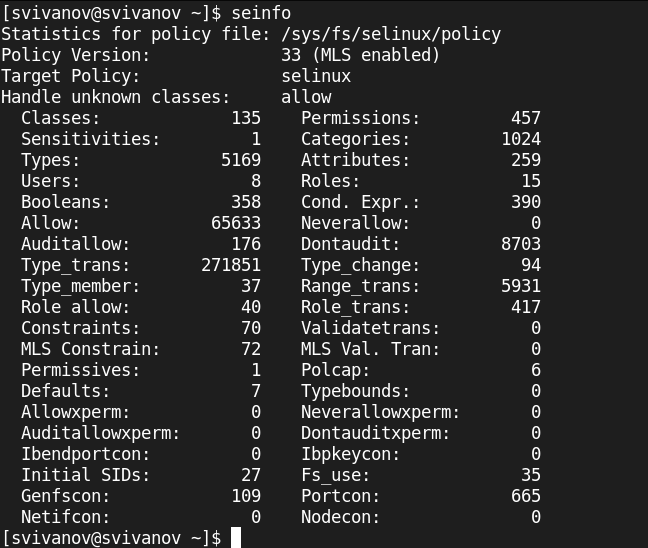 [svivanov@svivanov ~]$ seinfo
Statistics for policy file: /sys/fs/selinux/policy
Policy Version:             33 (MLS enabled)
Target Policy:              selinux
Handle unknown classes:     allow
  Classes:             135    Permissions:         457
  Sensitivities:         1    Categories:         1024
  Types:              5169    Attributes:          259
  Users:                 8    Roles:                15
  Booleans:            358    Cond. Expr.:         390
  Allow:             65633    Neverallow:            0
  Auditallow:          176    Dontaudit:          8703
  Type_trans:       271851    Type_change:          94
  Type_member:          37    Range_trans:        5931
  Role allow:           40    Role_trans:          417
  Constraints:          70    Validatetrans:         0
  MLS Constrain:        72    MLS Val. Tran:         0
  Permissives:           1    Polcap:                6
  Defaults:              7    Typebounds:            0
  Allowxperm:            0    Neverallowxperm:       0
  Auditallowxperm:       0    Dontauditxperm:        0
  Ibendportcon:          0    Ibpkeycon:             0
  Initial SIDs:         27    Fs_use:               35
  Genfscon:            109    Portcon:             665
  Netifcon:              0    Nodecon:               0
[svivanov@svivanov ~]$